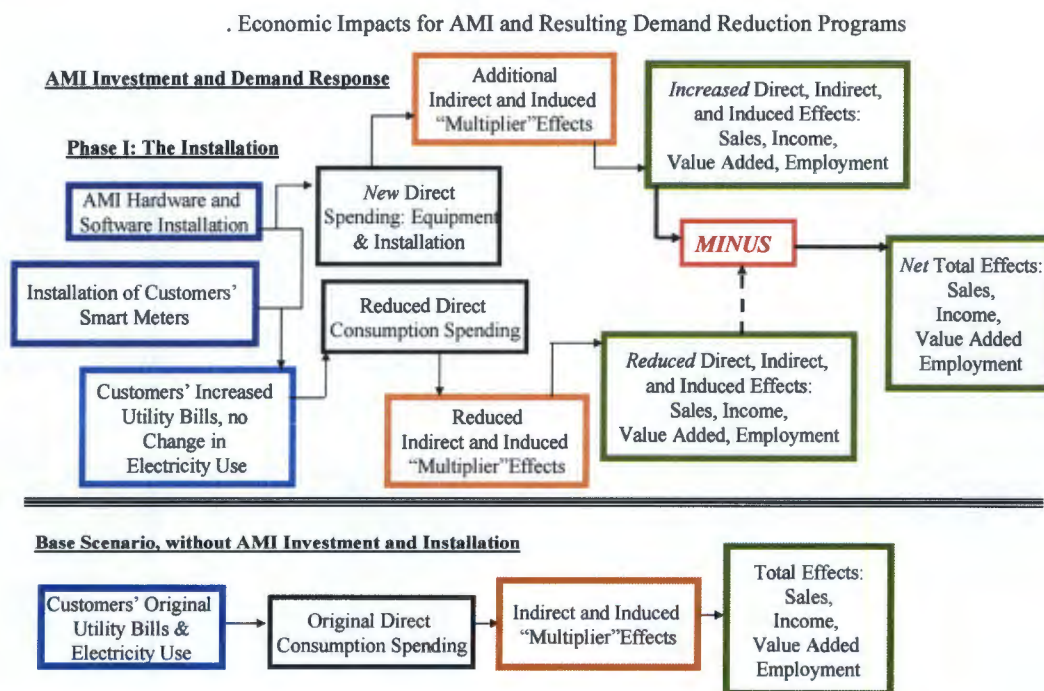 . Economic Impacts for AMI and Resulting Demand Reduction Programs
AMI Investment and Demand Response
Additional
Indirect and Induced
“Multiplier”Effects
Increased Direct, Indirect,
and Induced Effects:
Sales, Income,
Value Added, Employment
Phase I: The Installation
AMI Hardware and
Software Installation
New Direct
Spending: Equipment
& Installation
MINUS
Net Total Effects:
Sales,
Income,
Value Added
Employment
Installation of Customers’
Smart Meters
Reduced Direct
Consumption Spending
Reduced Direct, Indirect,
and Induced Effects:
Sales, Income,
Value Added, Employment
Customers’ Increased
Utility Bills, no
Change in
Electricity Use
Reduced
Indirect and Induced
“Multiplier”Effects
Base Scenario, without AMI Investment and Installation
Customers’ Original
Utility Bills &
Electricity Use
Original Direct
Consumption Spending
Indirect and Induced
“Multiplier”Effects
Total Effects:
Sales,
Income,
Value Added
Employment